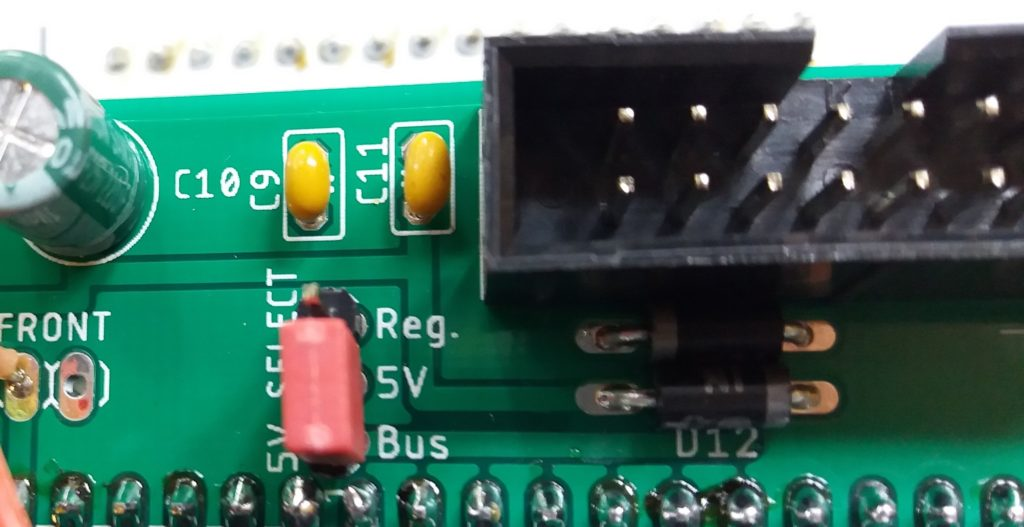 C10
C9
C11
5V SELECT
FRONT
Reg.
5V
Bus
D12